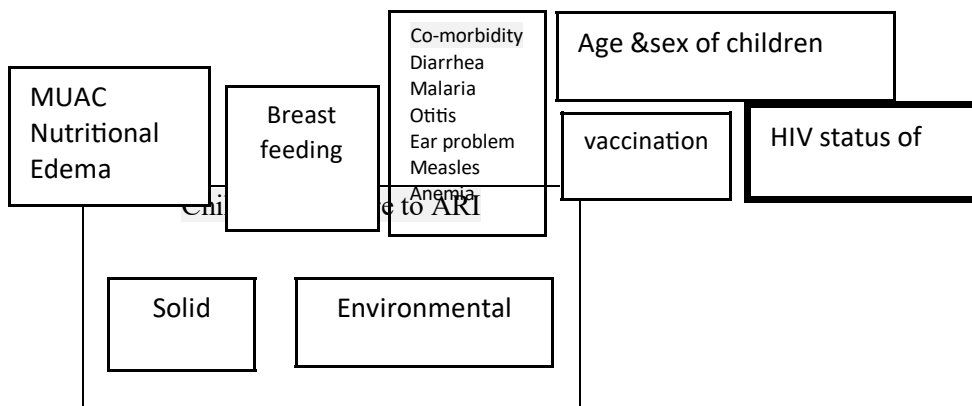 Co-morbidity
Diarrhea
Malaria
Otitis
Ear problem
Measles
Anemia
Age &sex of children
MUAC
Nutritional
Edema
Breast
feeding
vaccination
HIV status of
to ARI
Solid
Environmental